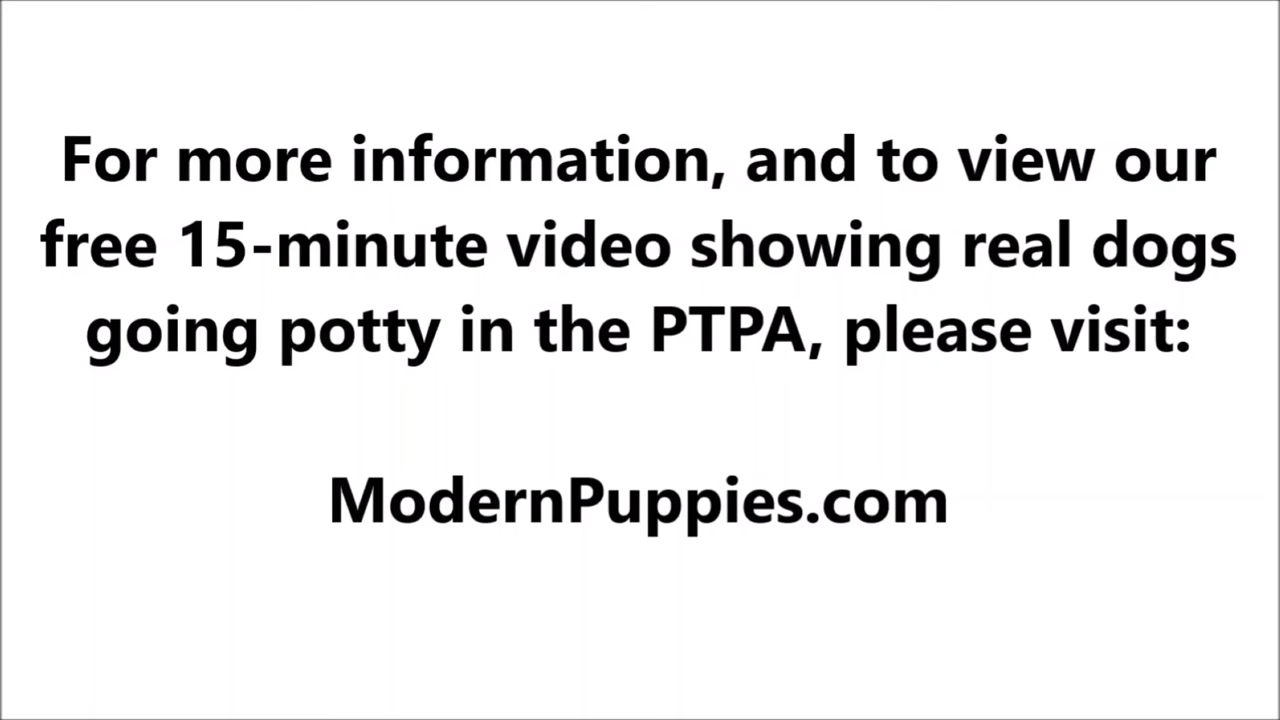 For more information, and to view our
free 15-minute video showing real dogs
going potty in the PTPA, please visit:
ModernPuppies.com